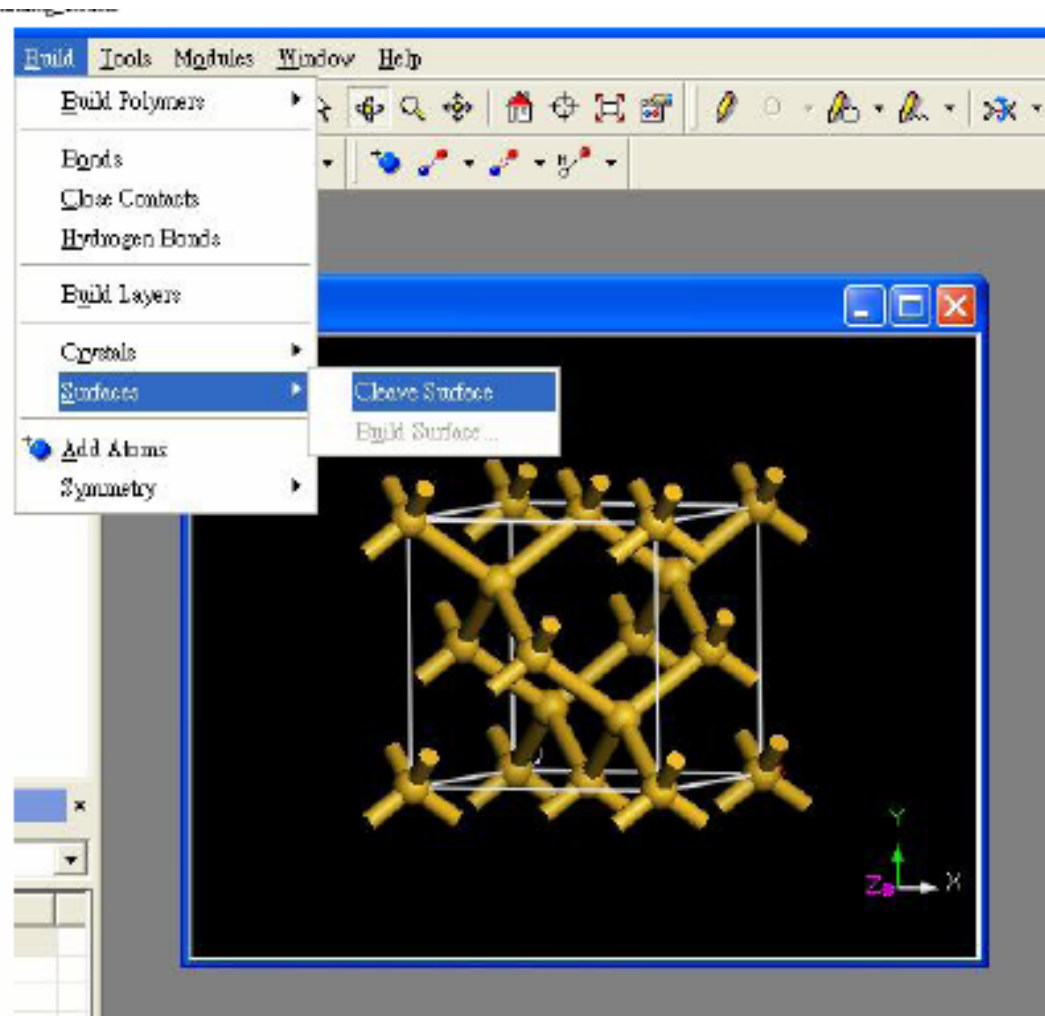 Build Tools Modules Window Help
Build Polymers
Bonds
Close Contacts
Hydrogen Bonds
Build Layers
Crystals
Surfaces
Cleave Surface
Build Surface...
Add Atoms
Symmetry
Y
Z X